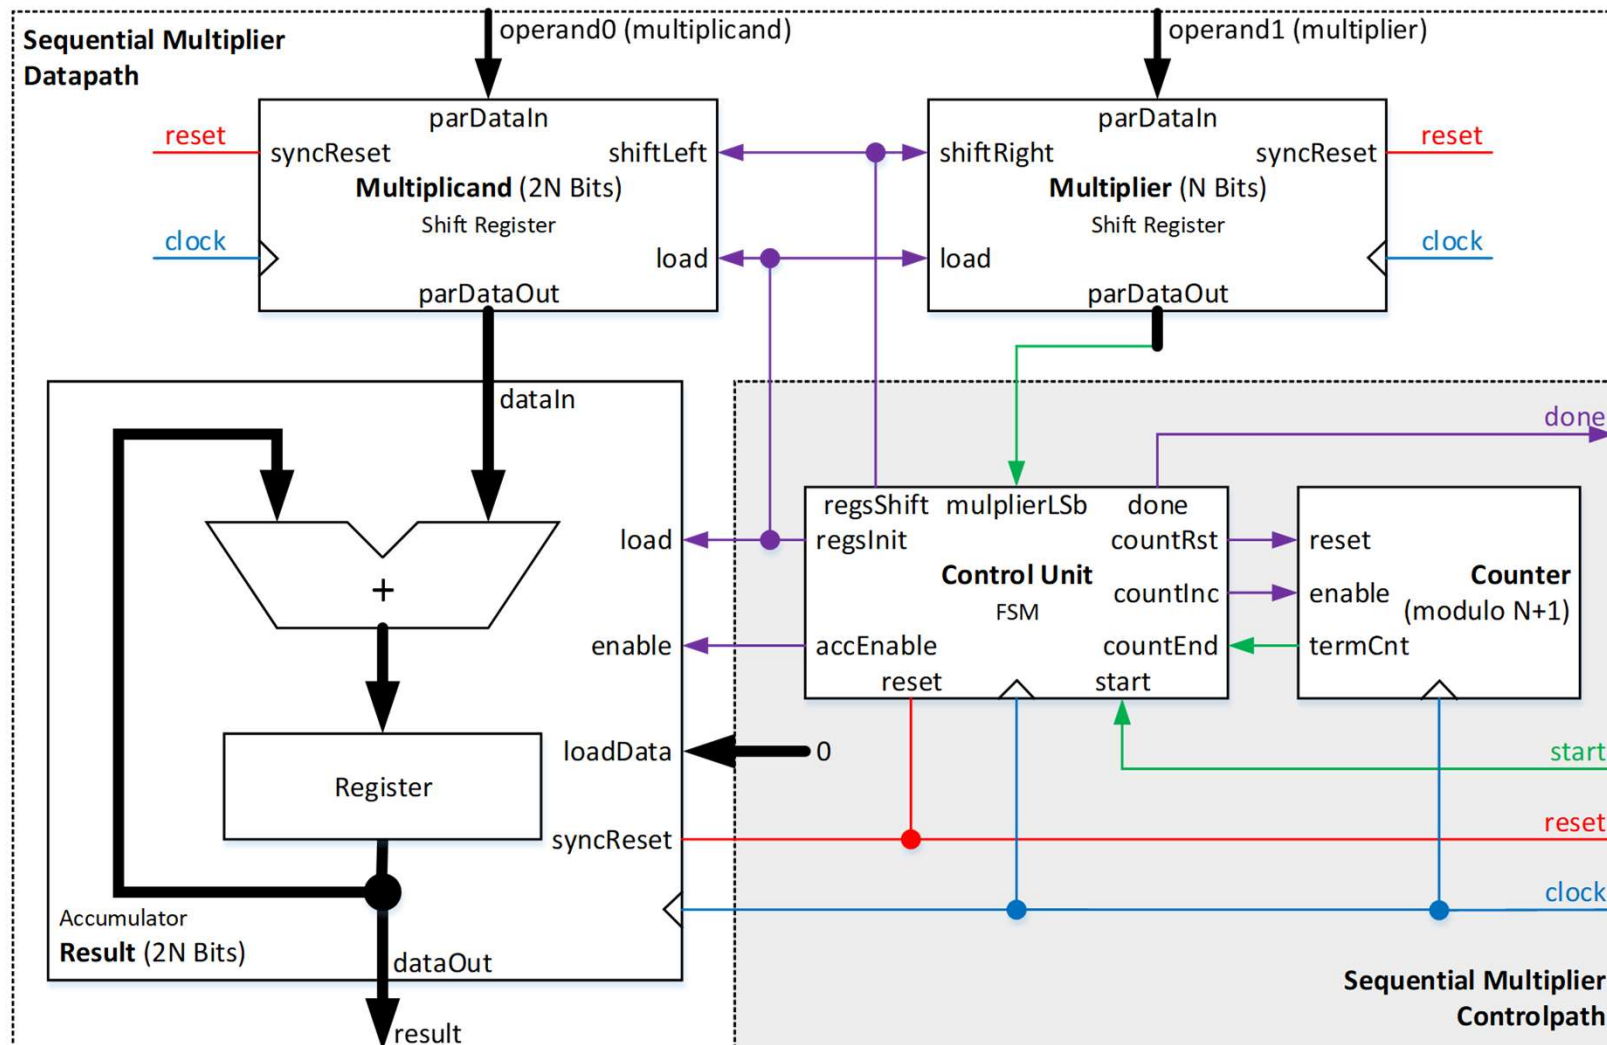 Sequential Multiplier
Datapath
operand0 (multiplicand)
operand1 (multiplier)
parDataIn
reset
syncReset
shiftLeft
Multiplicand (2N Bits)
Shift Register
clock
load
parDataOut
parDataIn
shiftRight
syncReset
reset
Multiplier (N Bits)
Shift Register
load
clock
parDataOut
dataIn
+
load
enable
loadData
0
syncReset
Register
Accumulator
Result (2N Bits)
dataOut
result
regsShift
mulplierLSb
done
regsInit
countRst
Control Unit
FSM
countInc
accEnable
countEnd
reset
start
reset
Counter
enable
(modulo N+1)
termCnt
done
start
reset
clock
Sequential Multiplier
Controlpath